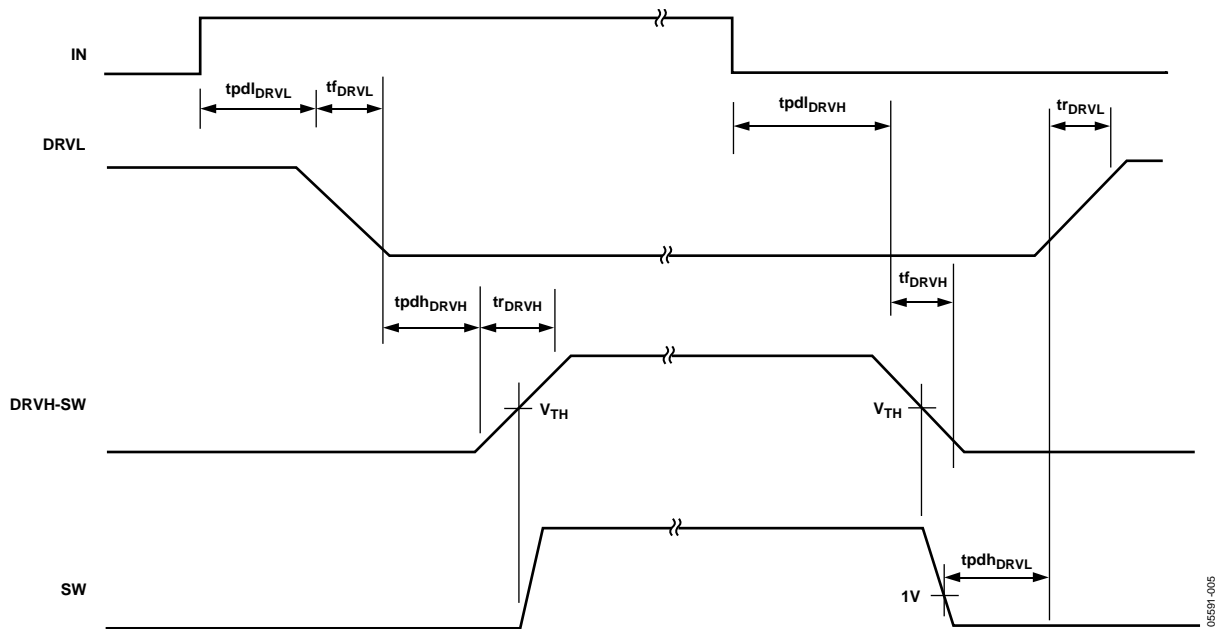 IN
tpdlDRVL
tfDRVL
tpdlDRVH
trDRVL
DRVL
tfDRVH
tpdhDRVH
trDRVH
DRVH-SW
VTH
VTH
tpdhDRVL
SW
1V
05591-005